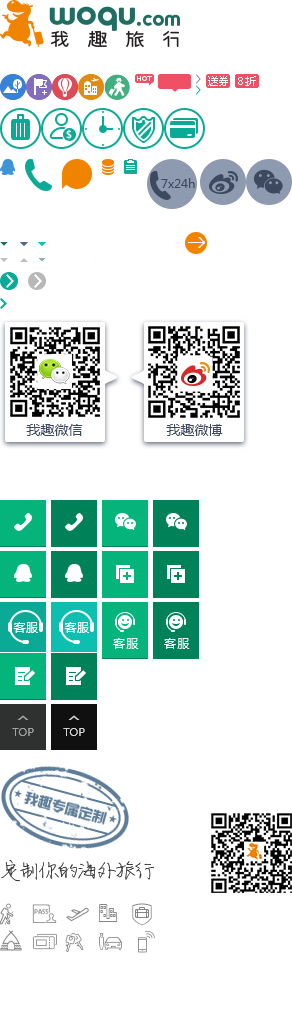 woqu.com
我趣旅行
HOT 送券 8折
7x24h
我趣微信 我趣微博
客服 客服 客服 客服
TOP TOP
我趣专属定制
定制你的海外旅行
PASS